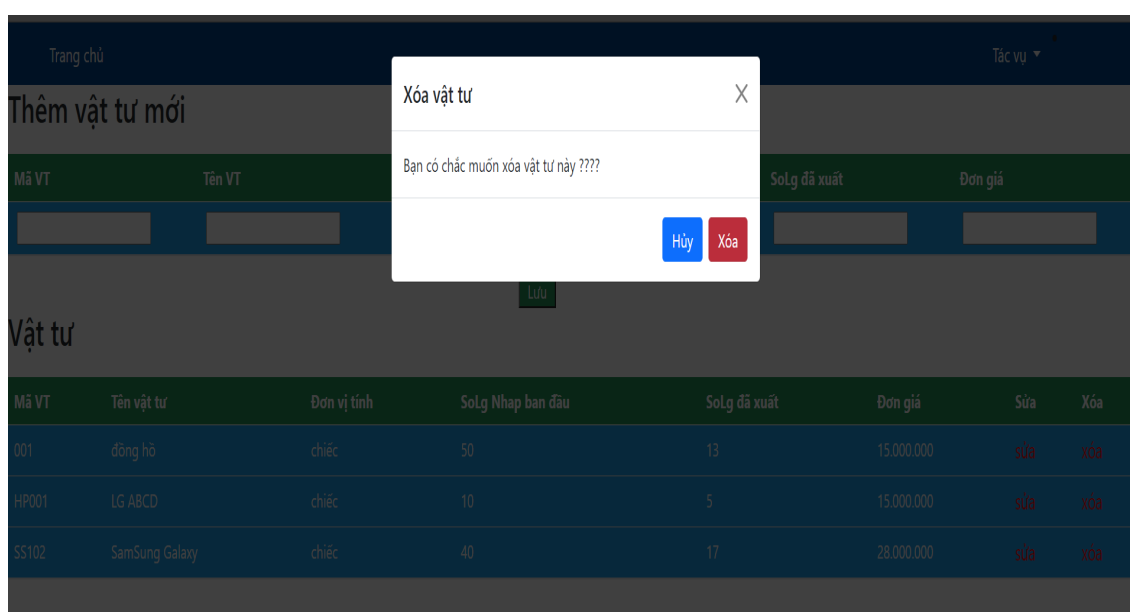 Trang chủ Tác vụ
Thêm vật tư mới
Xóa vật tư X
Bạn có chắc muốn xóa vật tư này ????
Hủy Xóa
Mã VT Tên VT SoLg đã xuất Đơn giá
Lưu
Vật tư
Mã VT Tên vật tư Đơn vị tính SoLg Nhap ban đầu SoLg đã xuất Đơn giá Sửa Xóa
001 đồng hồ chiếc 50 13 15.000.000 sửa xóa
HP001 LG ABCD chiếc 10 5 15.000.000 sửa xóa
SS102 SamSung Galaxy chiếc 40 17 28.000.000 sửa xóa